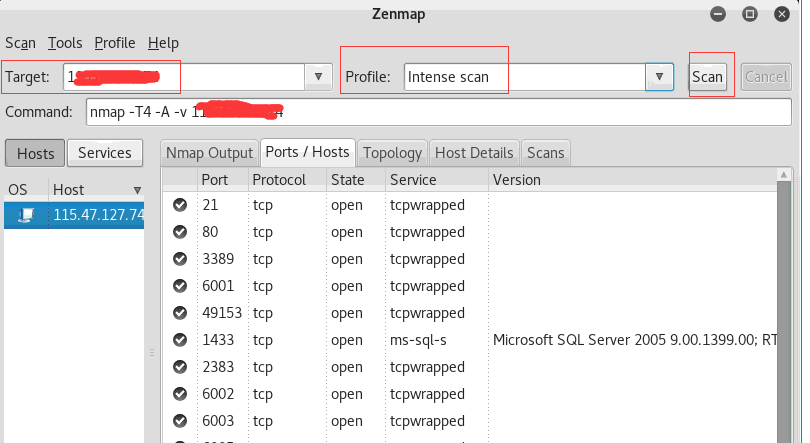 Zenmap
Scan Tools Profile Help
Target: 1 Profile: Intense scan Scan Cancel
Command: nmap -T4 -A -v 11 4
Hosts Services Nmap Output Ports / Hosts Topology Host Details Scans
OS Host Port Protocol State Service Version
115.47.127.74 21 tcp open tcpwrapped
80 tcp open tcpwrapped
3389 tcp open tcpwrapped
6001 tcp open tcpwrapped
49153 tcp open tcpwrapped
1433 tcp open ms-sql-s Microsoft SQL Server 2005 9.00.1399.00; RT
2383 tcp open tcpwrapped
6002 tcp open tcpwrapped
6003 tcp open tcpwrapped